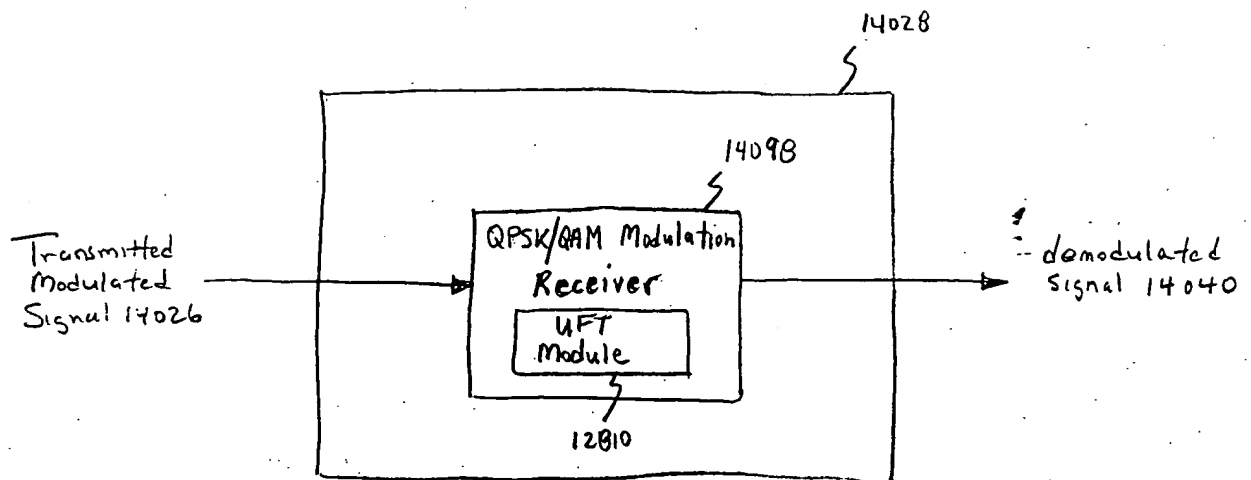 14028
14098
QPSK/QAM Modulation
Receiver
UFT
Module
12810
Transmitted
Modulated
Signal 14026
demodulated
Signal 14040